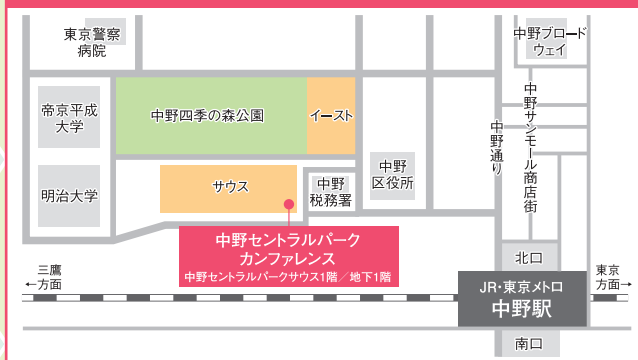 東京警察
病院
中野ブロード
ウェイ
帝京平成
大学
中野四季の森公園
イースト
中野通り
中野サンモール商店街
明治大学
サウス
中野
税務署
中野
区役所
中野セントラルパーク
カンファレンス
中野セントラルパークサウス1階／地下1階
北口
三鷹
←方面
JR・東京メトロ
中野駅
東京
方面→
南口